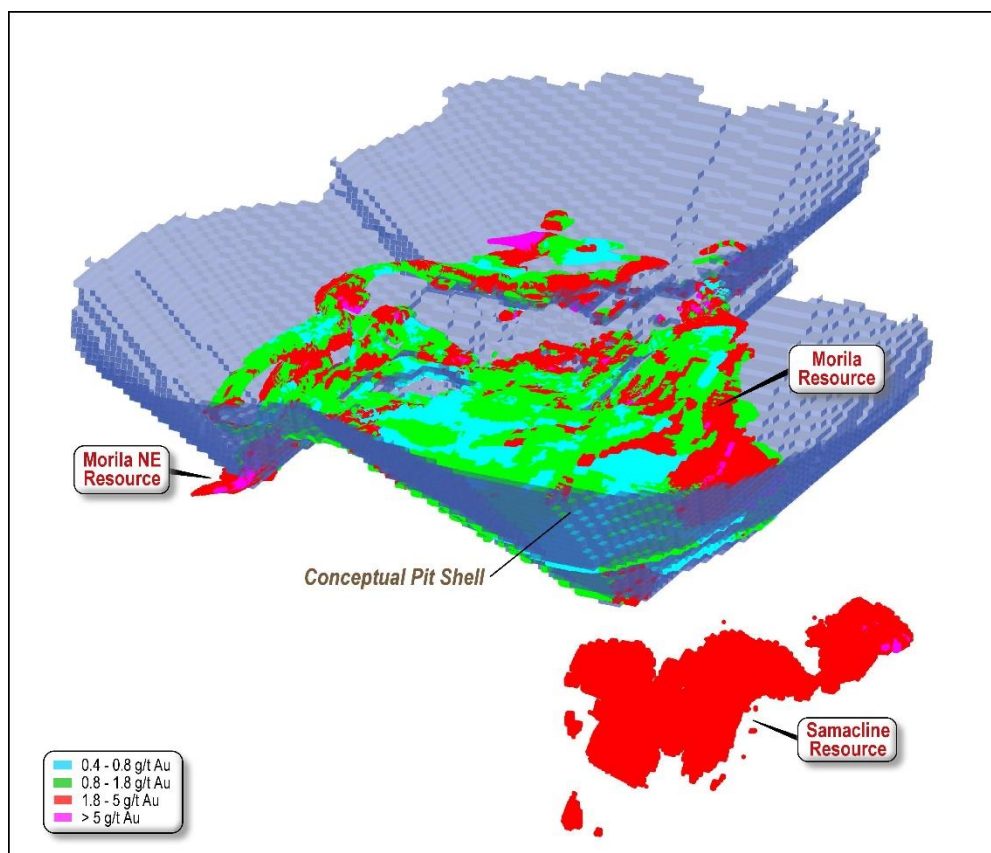 Morila
Resource
Morila NE
Resource
Conceptual Pit Shell
Samacline
Resource
0.4 - 0.8 g/t Au
0.8 - 1.8 g/t Au
1.8 - 5 g/t Au
> 5 g/t Au